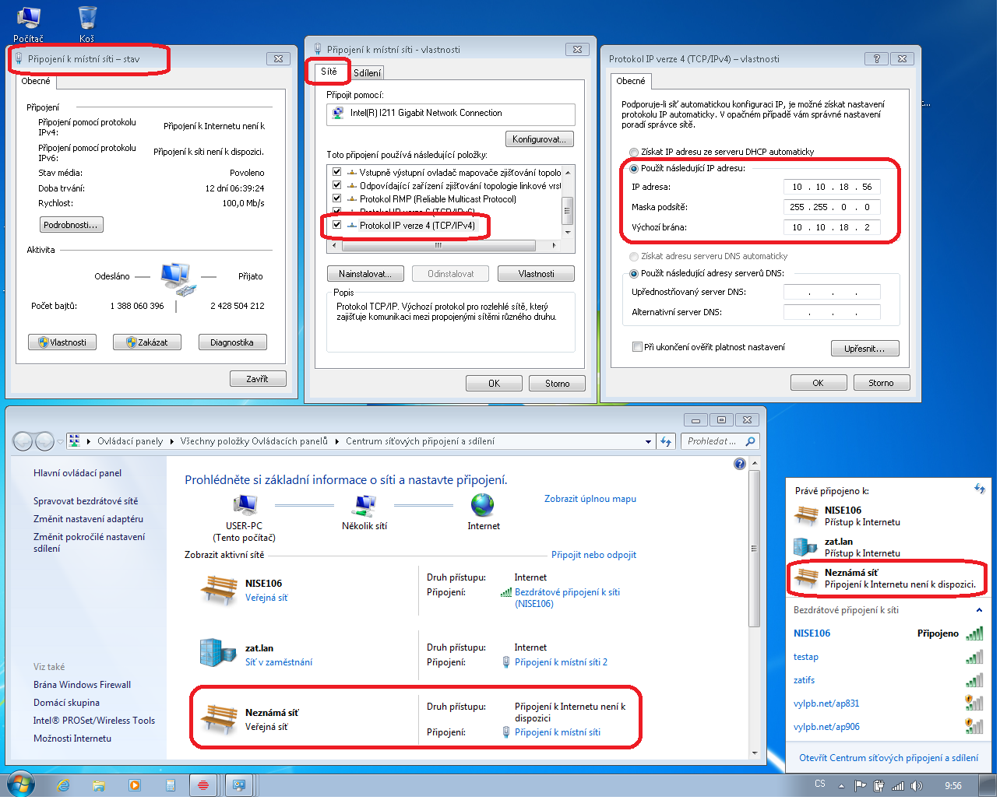 Počítač
Koš
Připojení k místní síti – stav
Obecné
Připojení
Připojení pomocí protokolu IPv4:
Připojení k Internetu není k
Připojení pomocí protokolu IPv6:
Připojení k síti není k dispozici.
Stav média:
Povoleno
Doba trvání:
12 dní 06:39:24
Rychlost:
100,0 Mb/s
Podrobnosti...
Aktivita
Odesláno
Přijato
Počet bajtů:
1 388 060 396
2 428 504 212
Vlastnosti
Zakázat
Diagnostika
Zavřít
Připojení k místní síti - vlastnosti
Sítě
Sdílení
Připojit pomocí:
Intel(R) I211 Gigabit Network Connection
Konfigurovat...
Toto připojení používá následující položky:
Vstupně výstupní ovladač mapovače zjišťování topolo
Odpovídající zařízení zjišťování topologie linkové vrst
Protokol RMP (Reliable Multicast Protocol)
Protokol IP verze 6 (TCP/IPv6)
Protokol IP verze 4 (TCP/IPv4)
Nainstalovat...
Odinstalovat
Vlastnosti
Popis
Protokol TCP/IP. Výchozí protokol pro rozlehlé sítě, který
zajišťuje komunikaci mezi propojenými sítěmi různého druhu.
OK
Storno
Protokol IP verze 4 (TCP/IPv4) – vlastnosti
Obecné
Podporuje-li síť automatickou konfiguraci IP, je možné získat nastavení
protokolu IP automaticky. V opačném případě vám správné nastavení
poradí správce sítě.
Získat IP adresu ze serveru DHCP automaticky
Použít následující IP adresu:
IP adresa:
10 . 10 . 18 . 56
Maska podsítě:
255 . 255 . 0 . 0
Výchozí brána:
10 . 10 . 18 . 2
Získat adresu serveru DNS automaticky
Použít následující adresy serverů DNS:
Upřednostňovaný server DNS:
. . .
Alternativní server DNS:
. . .
Při ukončení ověřit platnost nastavení
Upřesnit...
OK
Storno
Ovládací panely
Všechny položky Ovládacích panelů
Centrum síťových připojení a sdílení
Prohledat ...
Hlavní ovládací panel
Spravovat bezdrátové sítě
Změnit nastavení adaptéru
Změnit pokročilé nastavení
sdílení
Viz také
Brána Windows Firewall
Domácí skupina
Intel® PROSet/Wireless Tools
Možnosti Internetu
Prohlédněte si základní informace o síti a nastavte připojení.
Zobrazit úplnou mapu
USER-PC
(Tento počítač)
Několik sítí
Internet
Zobrazit aktivní sítě
Připojit nebo odpojit
NISE106
Veřejná síť
Druh přístupu:
Internet
Připojení:
Bezdrátové připojení k síti
(NISE106)
zat.lan
Síť v zaměstnání
Druh přístupu:
Internet
Připojení:
Připojení k místní síti 2
Neznámá síť
Veřejná síť
Druh přístupu:
Připojení k Internetu není k
dispozici
Připojení:
Připojení k místní síti
Právě připojeno k:
NISE106
Přístup k Internetu
zat.lan
Přístup k Internetu
Neznámá síť
Připojení k Internetu není k dispozici.
Bezdrátové připojení k síti
NISE106
Připojeno
testap
zatifs
vylpb.net/ap831
vylpb.net/ap906
Otevřít Centrum síťových připojení a sdílení
CS
9:56